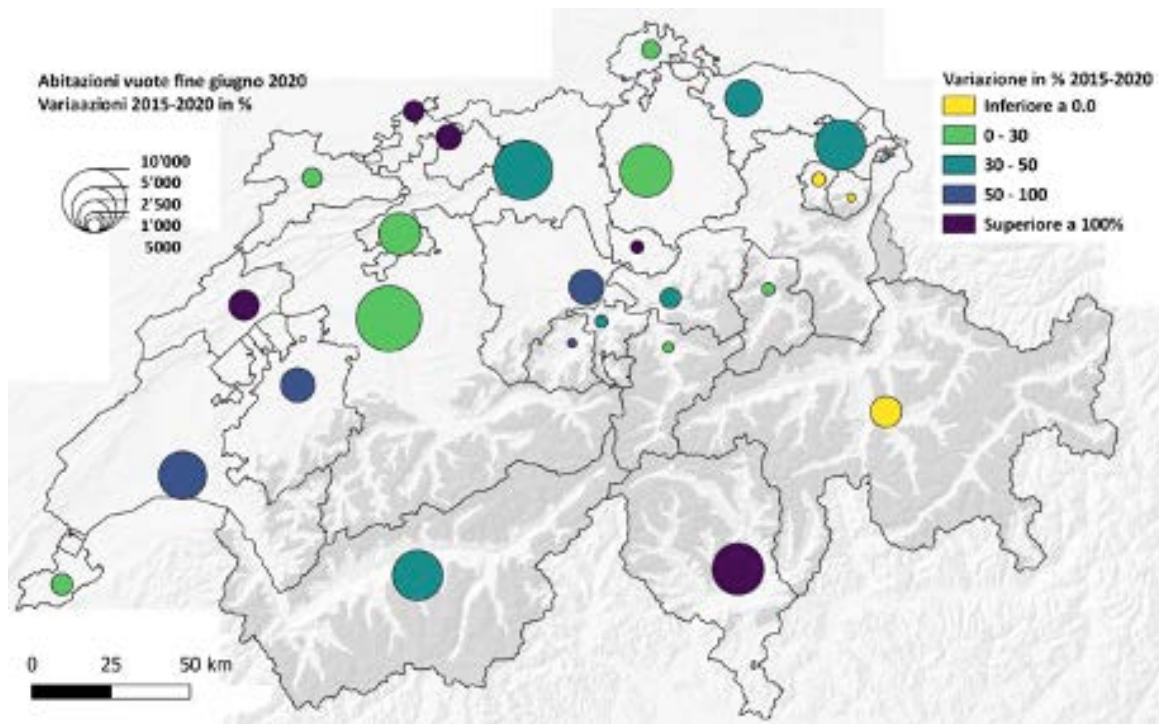 Abitazioni vuote fine giugno 2020
Variaazioni 2015-2020 in %
10'000
5'000
2'500
1'000
5000
Variazione in % 2015-2020
Inferiore a 0.0
0 - 30
30 - 50
50 - 100
Superiore a 100%
0 25 50 km